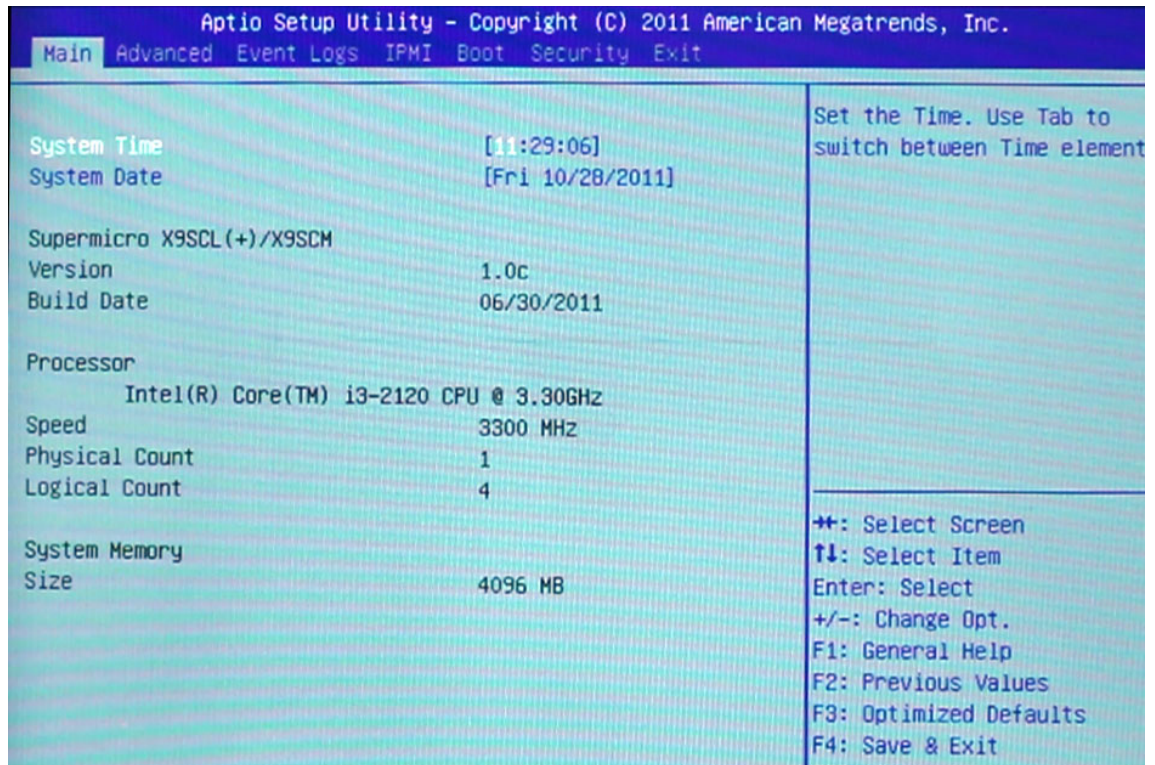 Aptio Setup Utility – Copyright (C) 2011 American Megatrends, Inc.
Main Advanced Event Logs IPMI Boot Security Exit
System Time [11:29:06]
System Date [Fri 10/28/2011]
Supermicro X9SCL(+)/X9SCM
Version 1.0c
Build Date 06/30/2011
Processor
Intel(R) Core(TM) i3-2120 CPU @ 3.30GHz
Speed 3300 MHz
Physical Count 1
Logical Count 4
System Memory
Size 4096 MB
Set the Time. Use Tab to
switch between Time element
→←: Select Screen
↑↓: Select Item
Enter: Select
+/-: Change Opt.
F1: General Help
F2: Previous Values
F3: Optimized Defaults
F4: Save & Exit